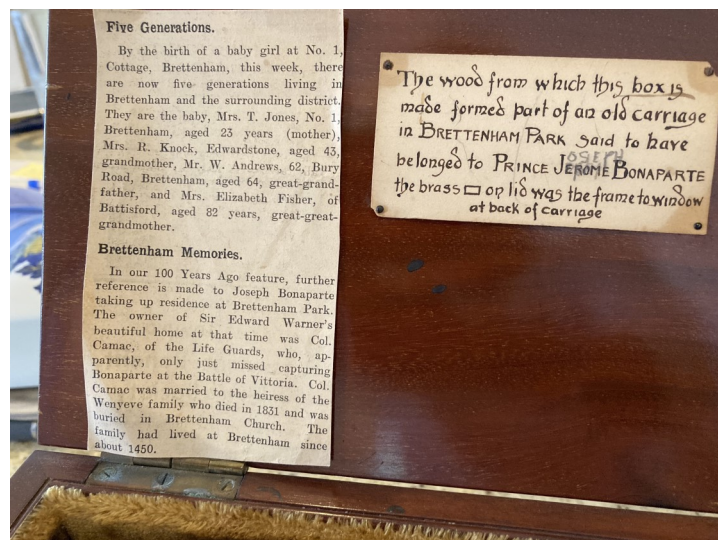 Five Generations.
By the birth of a baby girl at No. 1,
Cottage, Brettenham, this week, there
are now five generations living in
Brettenham and the surrounding district.
They are the baby, Mrs. T. Jones, No. 1,
Brettenham, aged 23 years (mother),
Mrs. R. Knock, Edwardstone, aged 43,
grandmother, Mr. W. Andrews, 62, Bury
Road, Brettenham, aged 64, great-grand-
father, and Mrs. Elizabeth Fisher, of
Battisford, aged 82 years, great-great-
grandmother.
Brettenham Memories.
In our 100 Years Ago feature, further
reference is made to Joseph Bonaparte
taking up residence at Brettenham Park.
The owner of Sir Edward Warner's
beautiful home at that time was Col.
Camac, of the Life Guards, who, ap-
parently, only just missed capturing
Bonaparte at the Battle of Vittoria. Col.
Camac was married to the heiress of the
Wenyeve family who died in 1831 and was
buried in Brettenham Church. The
family had lived at Brettenham since
about 1450.
The wood from which this box is
made formed part of an old carriage
in BRETTENHAM PARK said to have
JOSEPH
belonged to PRINCE JEROME BONAPARTE
the brass ▭ on lid was the frame to window
at back of carriage